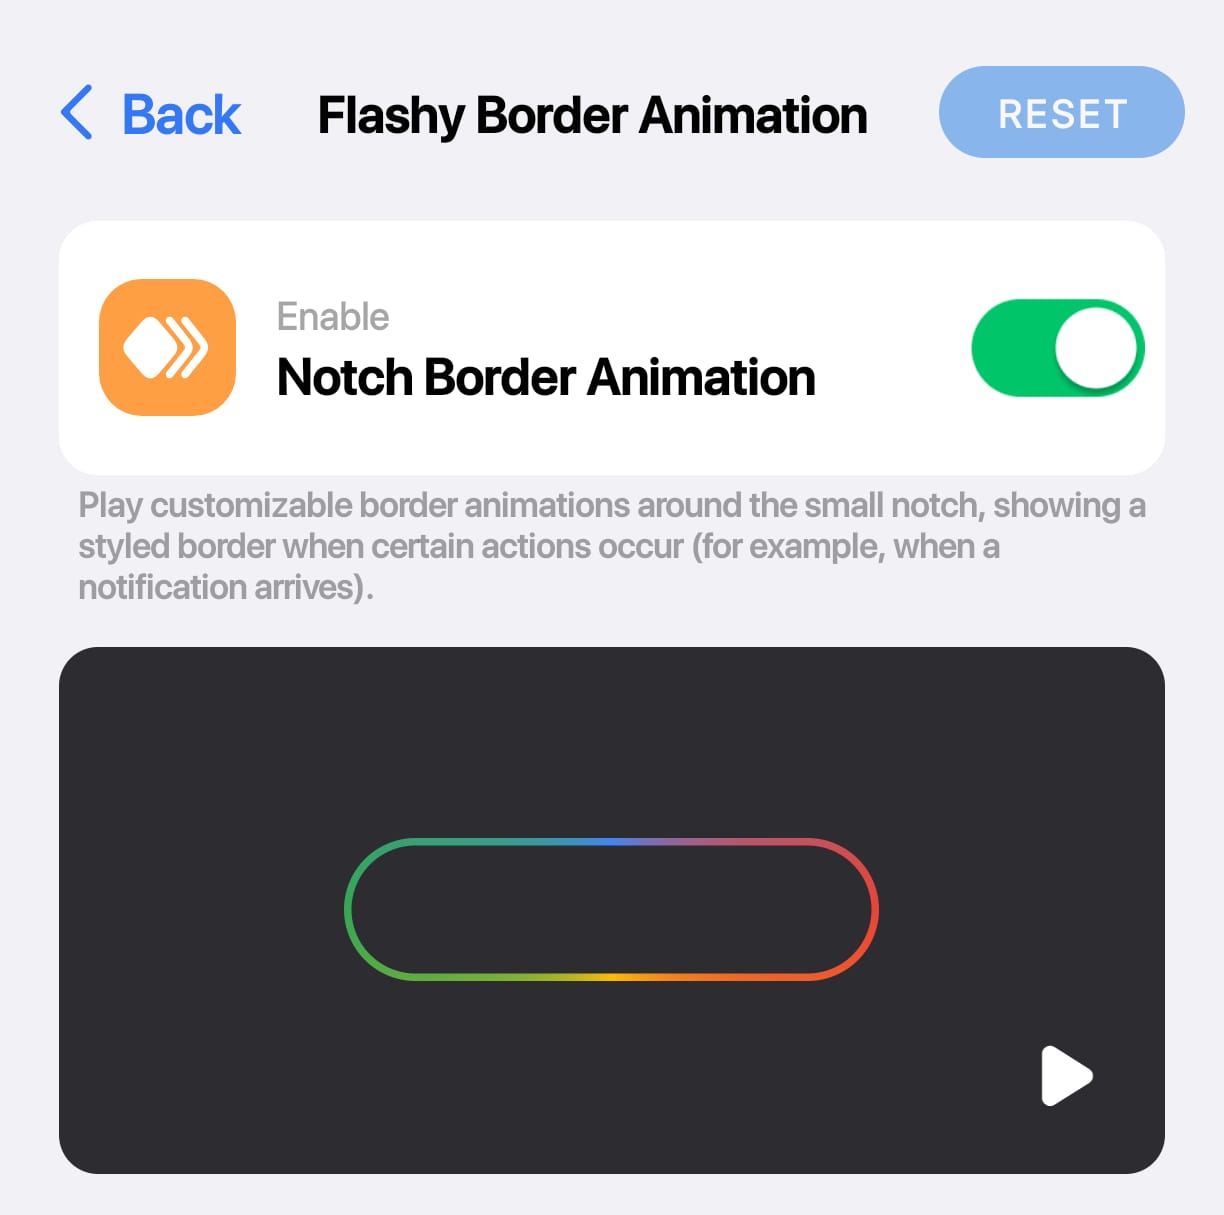 Back
Flashy Border Animation
RESET
Enable
Notch Border Animation
Play customizable border animations around the small notch, showing a
styled border when certain actions occur (for example, when a
notification arrives).